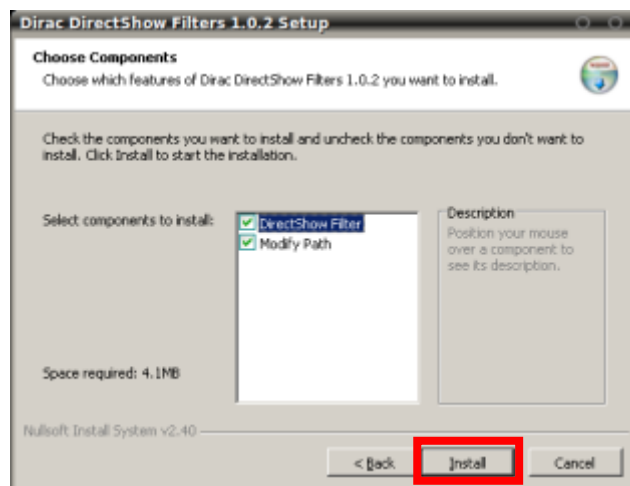 Dirac DirectShow Filters 1.0.2 Setup
Choose Components
Choose which features of Dirac DirectShow Filters 1.0.2 you want to install.
Check the components you want to install and uncheck the components you don't want to
install. Click Install to start the installation.
Select components to install:
DirectShow Filter
Modify Path
Description
Position your mouse
over a component to
see its description.
Space required: 4.1MB
Nullsoft Install System v2.40
< Back
Install
Cancel